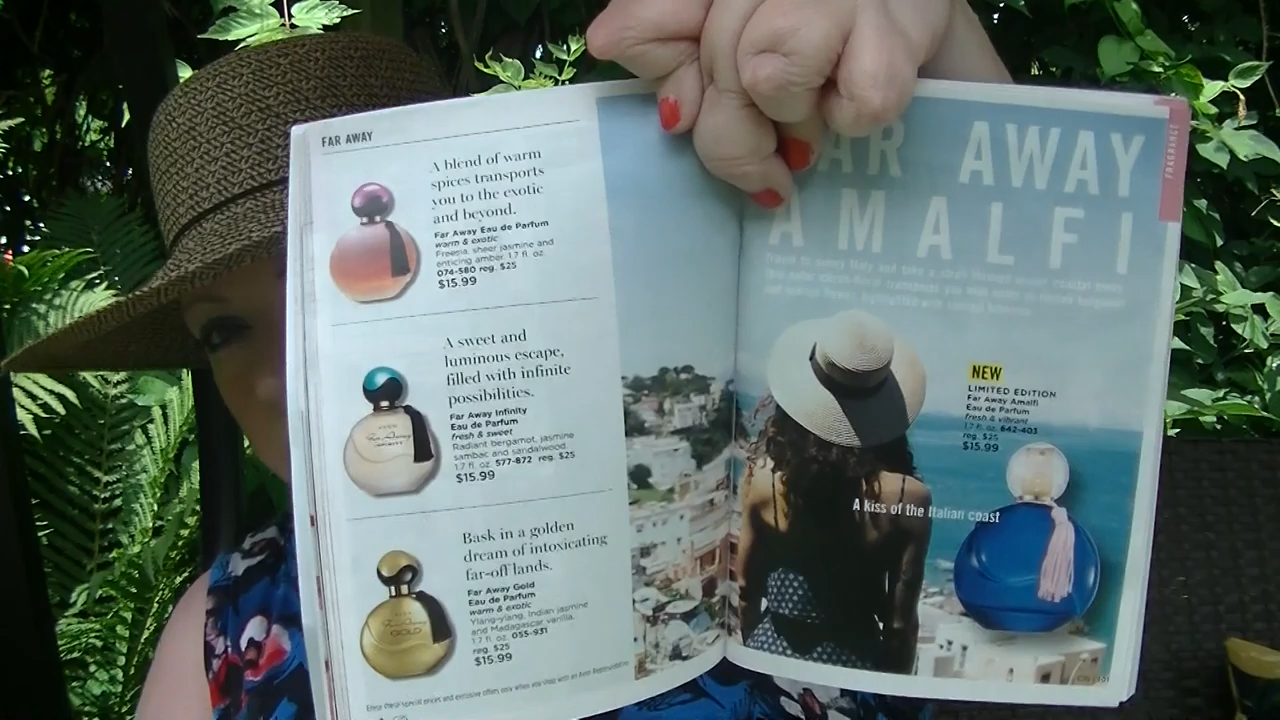 FAR AWAY
A blend of warm
spices transports
you to the exotic
and beyond.
Far Away Eau de Parfum
warm & exotic
Freesia, sheer jasmine and
enticing amber. 1.7 fl. oz.
074-580 reg. $25
$15.99
A sweet and
luminous escape,
filled with infinite
possibilities.
Far Away Infinity
Eau de Parfum
fresh & sweet
Radiant bergamot, jasmine
sambac and sandalwood.
1.7 fl. oz. 577-872 reg. $25
$15.99
Bask in a golden
dream of intoxicating
far-off lands.
Far Away Gold
Eau de Parfum
warm & exotic
Ylang-ylang, Indian jasmine
and Madagascar vanilla.
1.7 fl. oz. 055-931
reg. $25
$15.99
GOLD
AR AWAY
AMALFI
FRAGRANCE
NEW
LIMITED EDITION
Far Away Amalfi
Eau de Parfum
fresh & vibrant
1.7 fl. oz. 642-403
reg. $25
$15.99
A kiss of the Italian coast